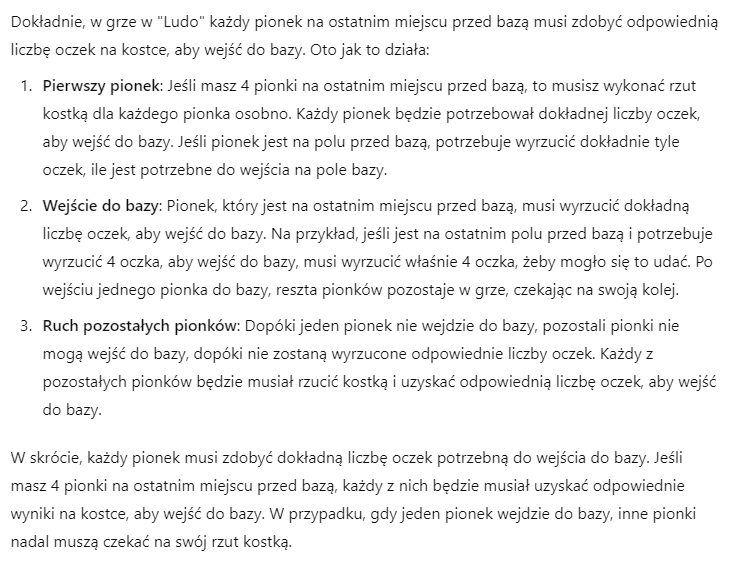 Dokładnie, w grze w "Ludo" każdy pionek na ostatnim miejscu przed bazą musi zdobyć odpowiednią
liczbę oczek na kostce, aby wejść do bazy. Oto jak to działa:
1. Pierwszy pionek: Jeśli masz 4 pionki na ostatnim miejscu przed bazą, to musisz wykonać rzut
kostką dla każdego pionka osobno. Każdy pionek będzie potrzebował dokładnej liczby oczek,
aby wejść do bazy. Jeśli pionek jest na polu przed bazą, potrzebuje wyrzucić dokładnie tyle
oczek, ile jest potrzebne do wejścia na pole bazy.
2. Wejście do bazy: Pionek, który jest na ostatnim miejscu przed bazą, musi wyrzucić dokładną
liczbę oczek, aby wejść do bazy. Na przykład, jeśli jest na ostatnim polu przed bazą i potrzebuje
wyrzucić 4 oczka, aby wejść do bazy, musi wyrzucić właśnie 4 oczka, żeby mogło się to udać. Po
wejściu jednego pionka do bazy, reszta pionków pozostaje w grze, czekając na swoją kolej.
3. Ruch pozostałych pionków: Dopóki jeden pionek nie wejdzie do bazy, pozostali pionki nie
mogą wejść do bazy, dopóki nie zostaną wyrzucone odpowiednie liczby oczek. Każdy z
pozostałych pionków będzie musiał rzucić kostką i uzyskać odpowiednią liczbę oczek, aby wejść
do bazy.
W skrócie, każdy pionek musi zdobyć dokładną liczbę oczek potrzebną do wejścia do bazy. Jeśli
masz 4 pionki na ostatnim miejscu przed bazą, każdy z nich będzie musiał uzyskać odpowiednie
wyniki na kostce, aby wejść do bazy. W przypadku, gdy jeden pionek wejdzie do bazy, inne pionki
nadal muszą czekać na swój rzut kostką.